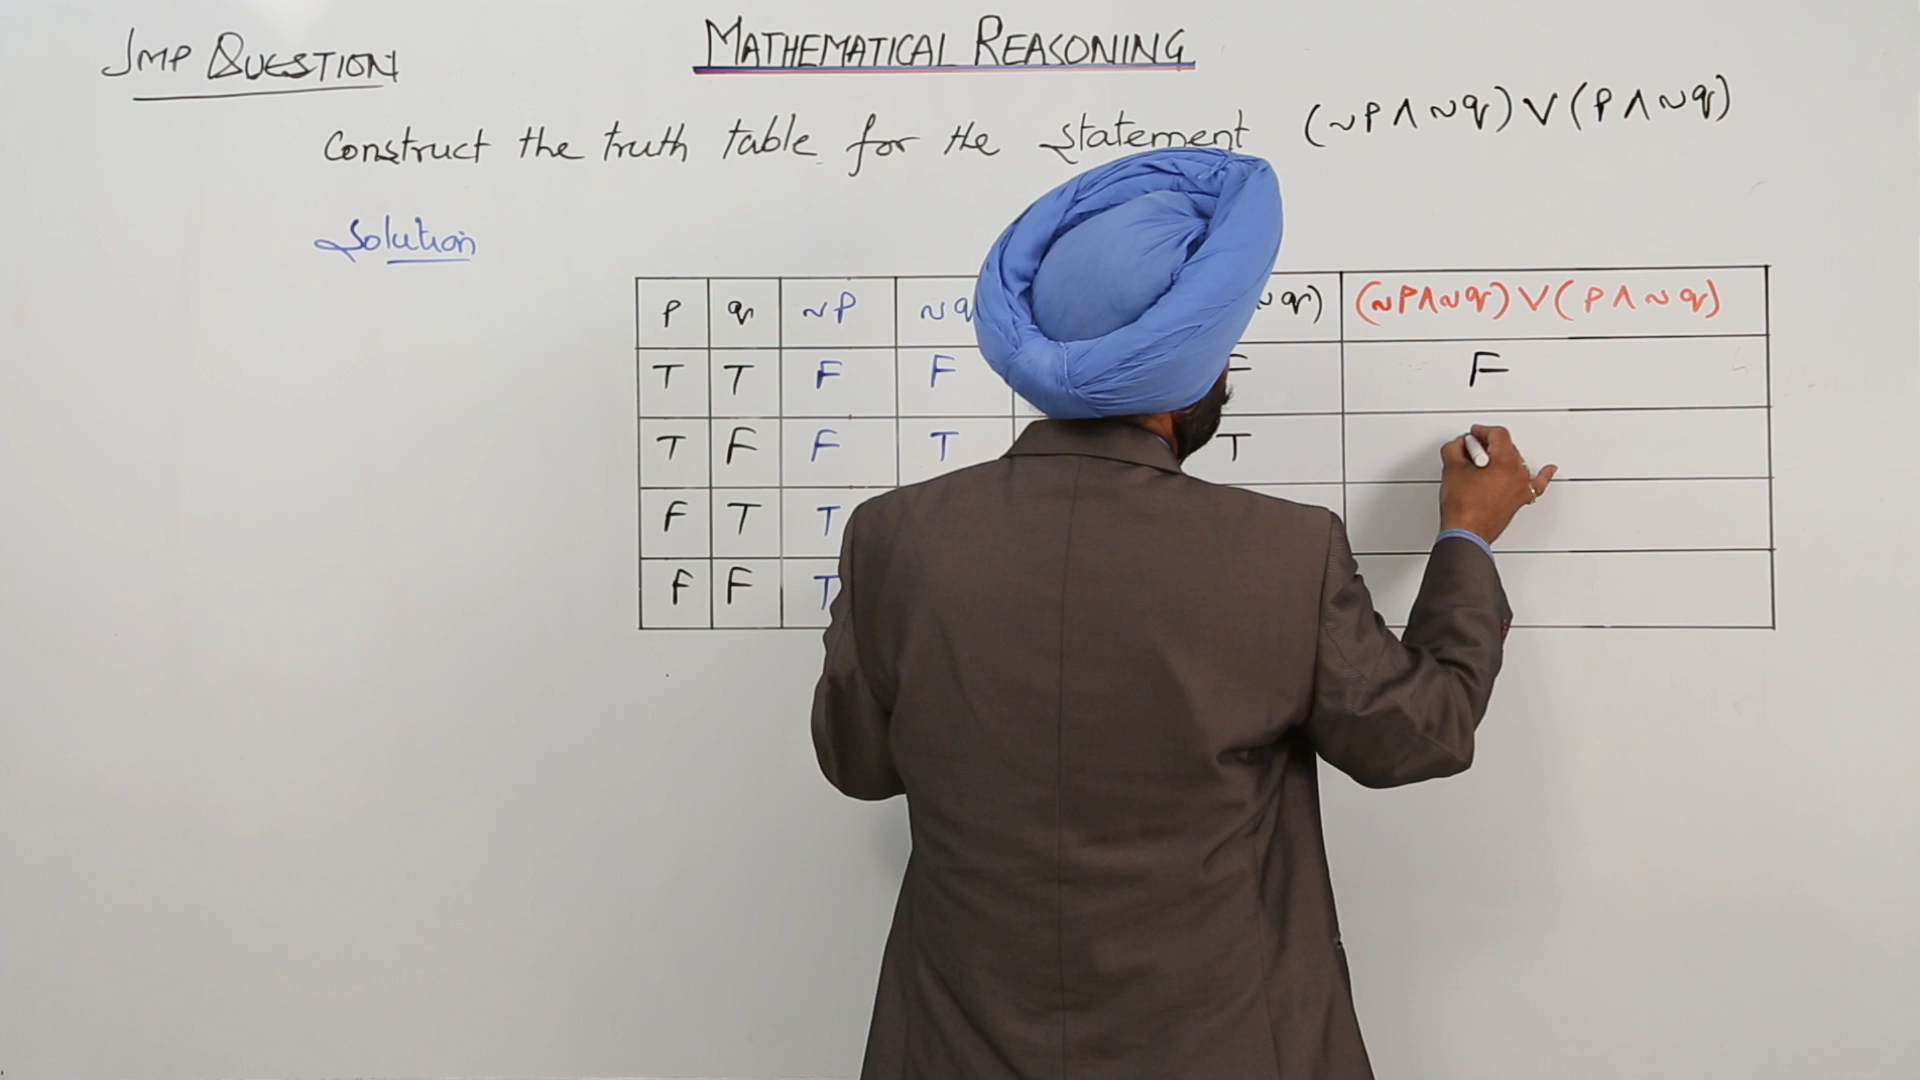 IMP QUESTION
MATHEMATICAL REASONING
Construct the truth table for the statement (~P∧~q)∨(P∧~q)
Solution
P q ~P ~q ~q) (~P∧~q)∨(P∧~q)
T T F F F F
T F F T T
F T T
F F T